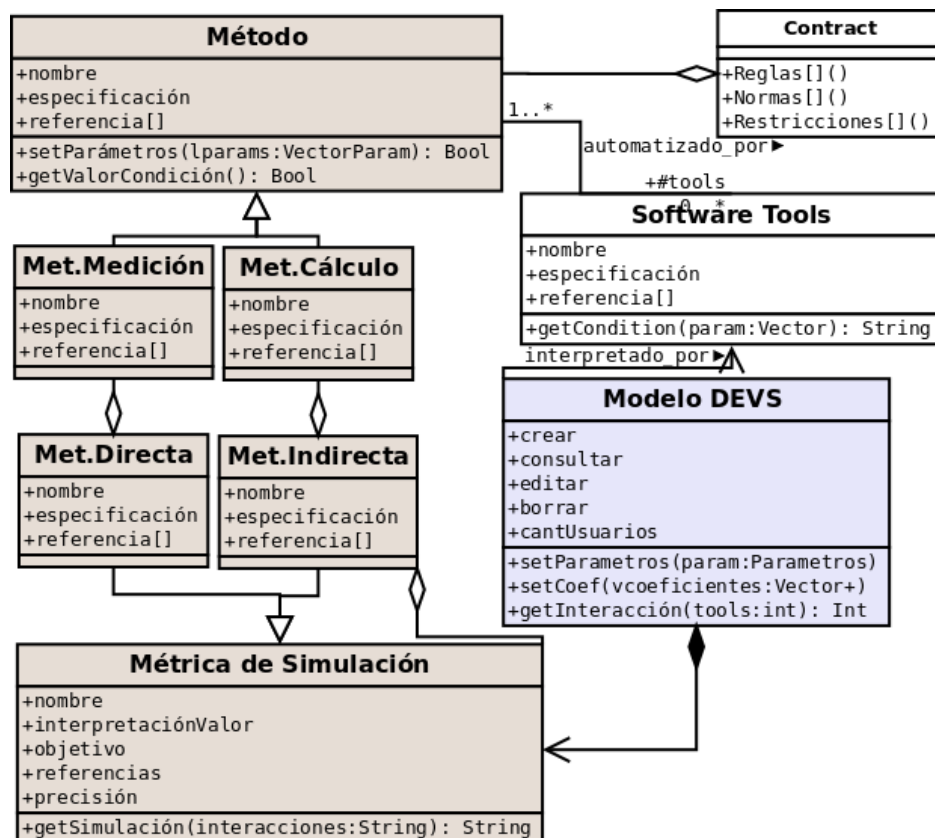 Método
+nombre
+especificación
+referencia[]
+setParámetros(lparams:VectorParam): Bool
+getValorCondición(): Bool
Contract
+Reglas[]()
+Normas[]()
+Restricciones[]()
1..*
automatizado_por►
+#tools
0..*
Software Tools
+nombre
+especificación
+referencia[]
+getCondition(param:Vector): String
interpretado_por►
Met.Medición
+nombre
+especificación
+referencia[]
Met.Cálculo
+nombre
+especificación
+referencia[]
Met.Directa
+nombre
+especificación
+referencia[]
Met.Indirecta
+nombre
+especificación
+referencia[]
Modelo DEVS
+crear
+consultar
+editar
+borrar
+cantUsuarios
+setParametros(param:Parametros)
+setCoef(vcoeficientes:Vector+)
+getInteracción(tools:int): Int
Métrica de Simulación
+nombre
+interpretaciónValor
+objetivo
+referencias
+precisión
+getSimulación(interacciones:String): String